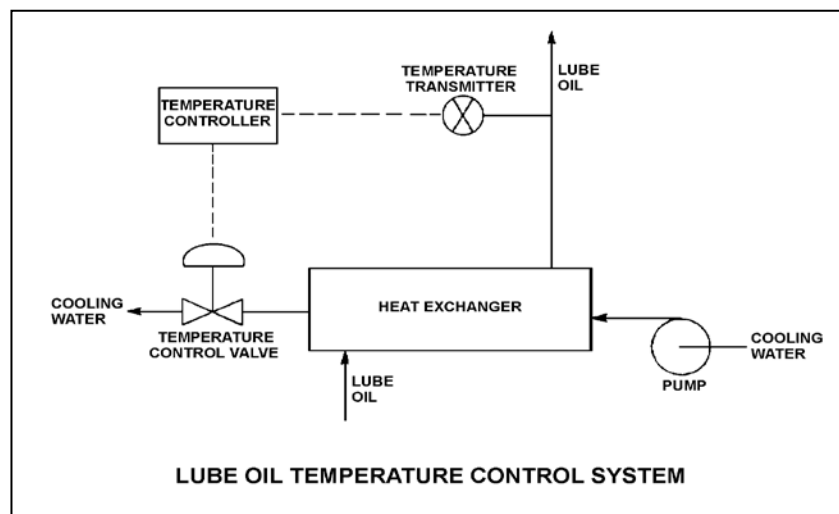 TEMPERATURE
TRANSMITTER
LUBE
OIL
TEMPERATURE
CONTROLLER
COOLING
WATER
TEMPERATURE
CONTROL VALVE
HEAT EXCHANGER
LUBE
OIL
PUMP
COOLING
WATER
LUBE OIL TEMPERATURE CONTROL SYSTEM